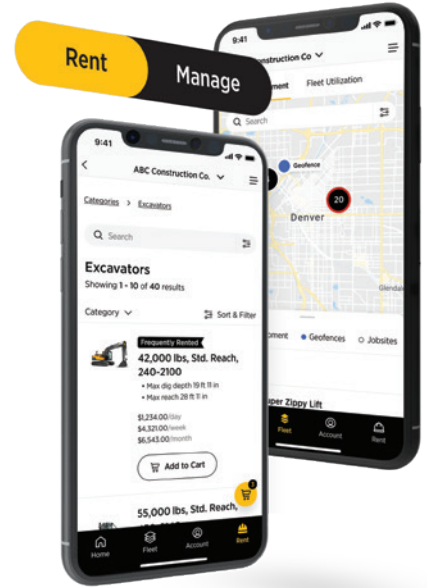 Rent
Manage
9:41
ABC Construction Co.
Categories > Excavators
Search
Excavators
Showing 1 - 10 of 40 results
Category
Sort & Filter
Frequently Rented
42,000 lbs, Std. Reach,
240-2100
• Max dig depth 19 ft 11 in
• Max reach 28 ft 11 in
$1,234.00/day
$4,321.00/week
$6,543.00/month
Add to Cart
1
55,000 lbs, Std. Reach,
Home
Fleet
Account
Rent
9:41
Co
Fleet Utilization
Search
Geofence
20
Denver
Geofences
Jobsites
Zippy Lift
Fleet
Account
Rent